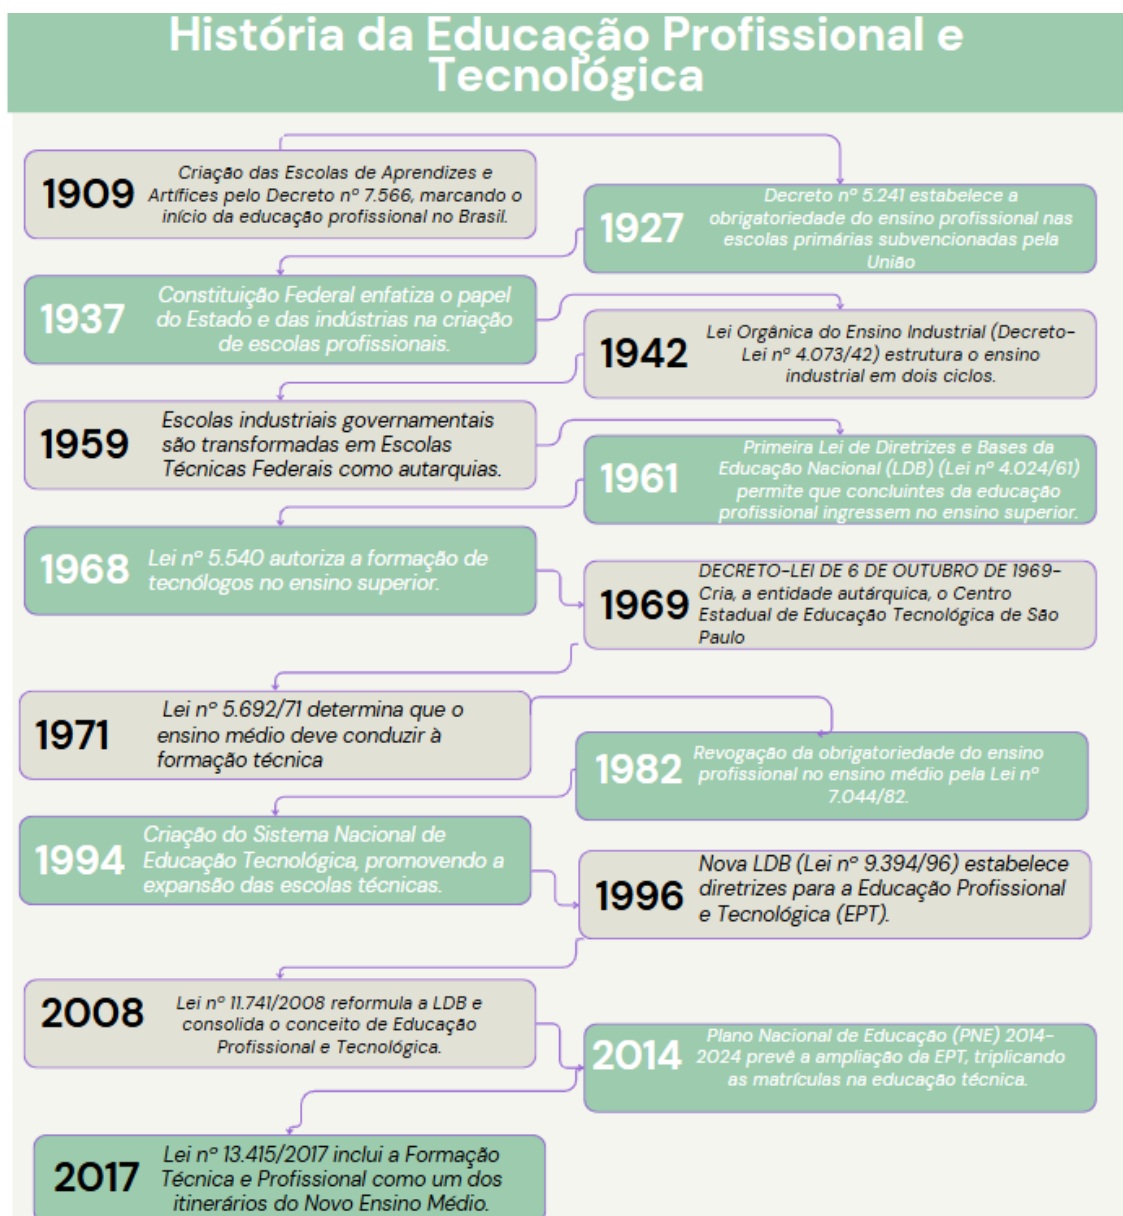 História da Educação Profissional e
Tecnológica
1909
Criação das Escolas de Aprendizes e
Artífices pelo Decreto nº 7.566, marcando o
início da educação profissional no Brasil.
1927
Decreto nº 5.241 estabelece a
obrigatoriedade do ensino profissional nas
escolas primárias subvencionadas pela
União
1937
Constituição Federal enfatiza o papel
do Estado e das indústrias na criação
de escolas profissionais.
1942
Lei Orgânica do Ensino Industrial (Decreto-
Lei nº 4.073/42) estrutura o ensino
industrial em dois ciclos.
1959
Escolas industriais governamentais
são transformadas em Escolas
Técnicas Federais como autarquias.
1961
Primeira Lei de Diretrizes e Bases da
Educação Nacional (LDB) (Lei nº 4.024/61)
permite que concluintes da educação
profissional ingressem no ensino superior.
1968
Lei nº 5.540 autoriza a formação de
tecnólogos no ensino superior.
1969
DECRETO-LEI DE 6 DE OUTUBRO DE 1969-
Cria, a entidade autárquica, o Centro
Estadual de Educação Tecnológica de São
Paulo
1971
Lei nº 5.692/71 determina que o
ensino médio deve conduzir à
formação técnica
1982
Revogação da obrigatoriedade do ensino
profissional no ensino médio pela Lei nº
7.044/82.
1994
Criação do Sistema Nacional de
Educação Tecnológica, promovendo a
expansão das escolas técnicas.
1996
Nova LDB (Lei nº 9.394/96) estabelece
diretrizes para a Educação Profissional
e Tecnológica (EPT).
2008
Lei nº 11.741/2008 reformula a LDB e
consolida o conceito de Educação
Profissional e Tecnológica.
2014
Plano Nacional de Educação (PNE) 2014-
2024 prevê a ampliação da EPT, triplicando
as matrículas na educação técnica.
2017
Lei nº 13.415/2017 inclui a Formação
Técnica e Profissional como um dos
itinerários do Novo Ensino Médio.